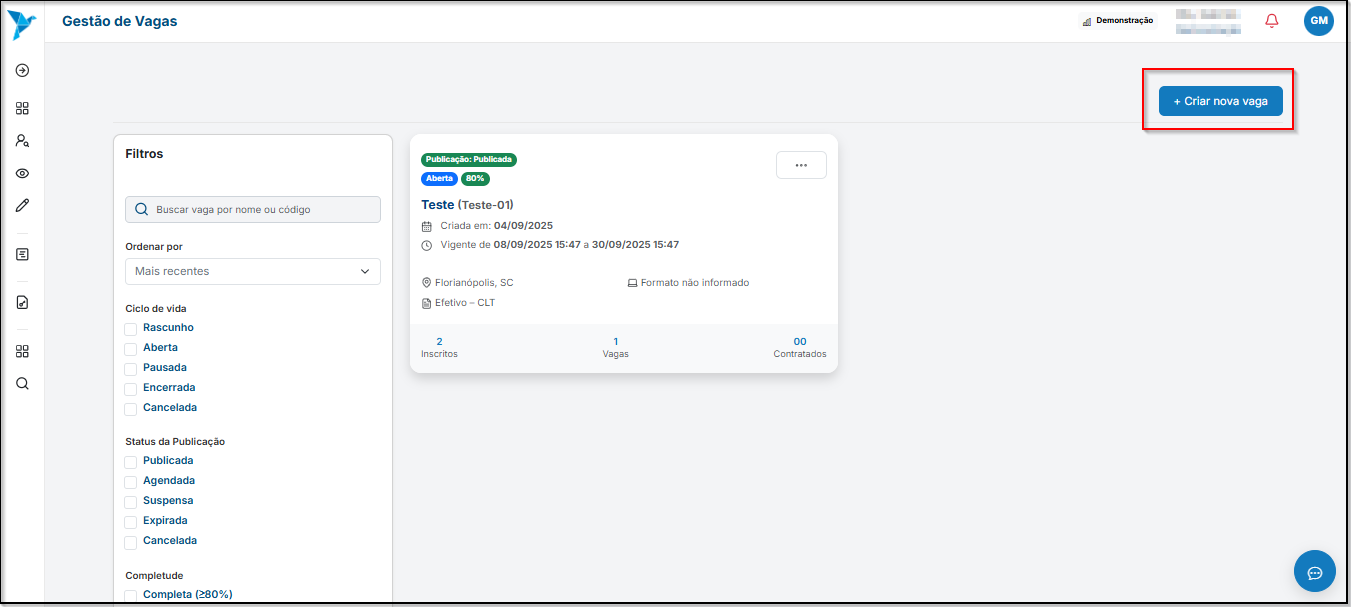 Gestão de Vagas
Demonstração
GM
+ Criar nova vaga
Filtros
Buscar vaga por nome ou código
Ordenar por
Mais recentes
Ciclo de vida
Rascunho
Aberta
Pausada
Encerrada
Cancelada
Status da Publicação
Publicada
Agendada
Suspensa
Expirada
Cancelada
Completude
Completa (≥80%)
Publicação: Publicada
Aberta 80%
Teste (Teste-01)
Criada em: 04/09/2025
Vigente de 08/09/2025 15:47 a 30/09/2025 15:47
Florianópolis, SC Formato não informado
Efetivo – CLT
2 1 00
Inscritos Vagas Contratados